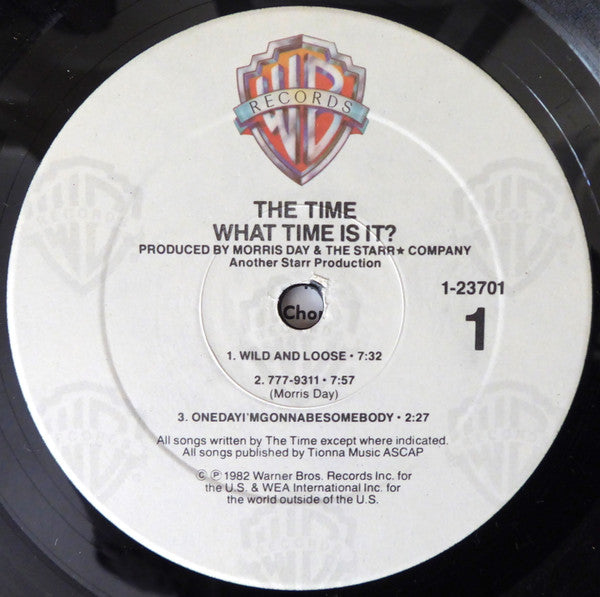 WB
RECORDS
THE TIME
WHAT TIME IS IT?
PRODUCED BY MORRIS DAY & THE STARR★ COMPANY
Another Starr Production
1-23701
1
Chor
1. WILD AND LOOSE • 7:32
2. 777-9311 • 7:57
(Morris Day)
3. ONEDAYI'MGONNABESOMEBODY • 2:27
All songs written by The Time except where indicated.
All songs published by Tionna Music ASCAP
© ℗ 1982 Warner Bros. Records Inc. for
the U.S. & WEA International Inc. for
the world outside of the U.S.